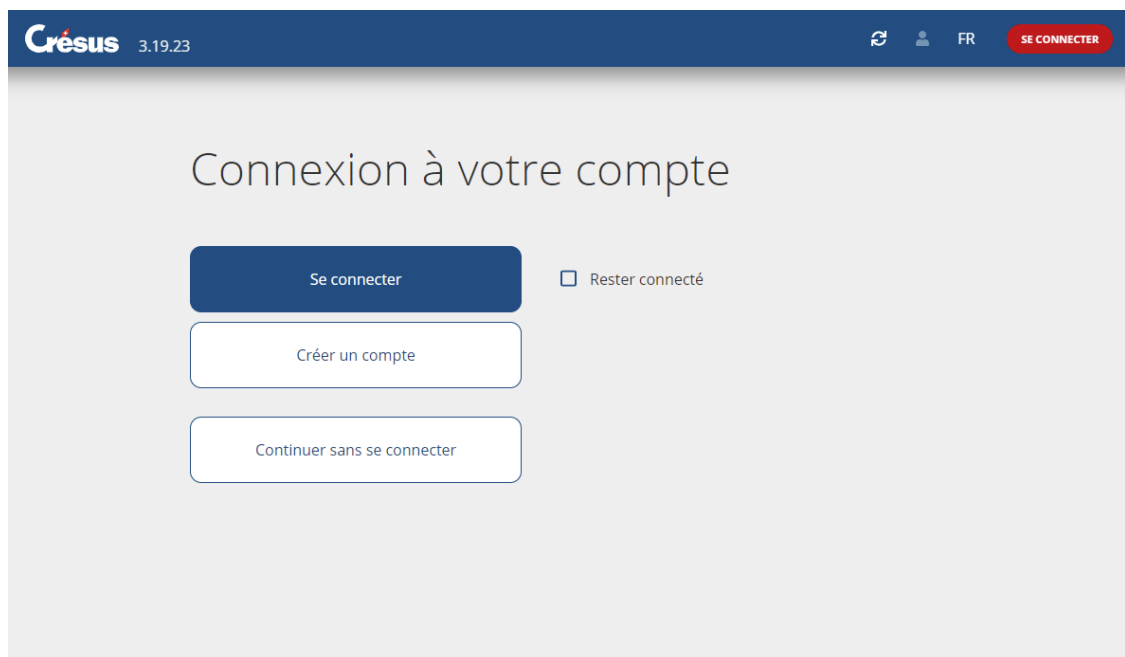 Crésus 3.19.23 FR SE CONNECTER
Connexion à votre compte
Se connecter Rester connecté
Créer un compte
Continuer sans se connecter